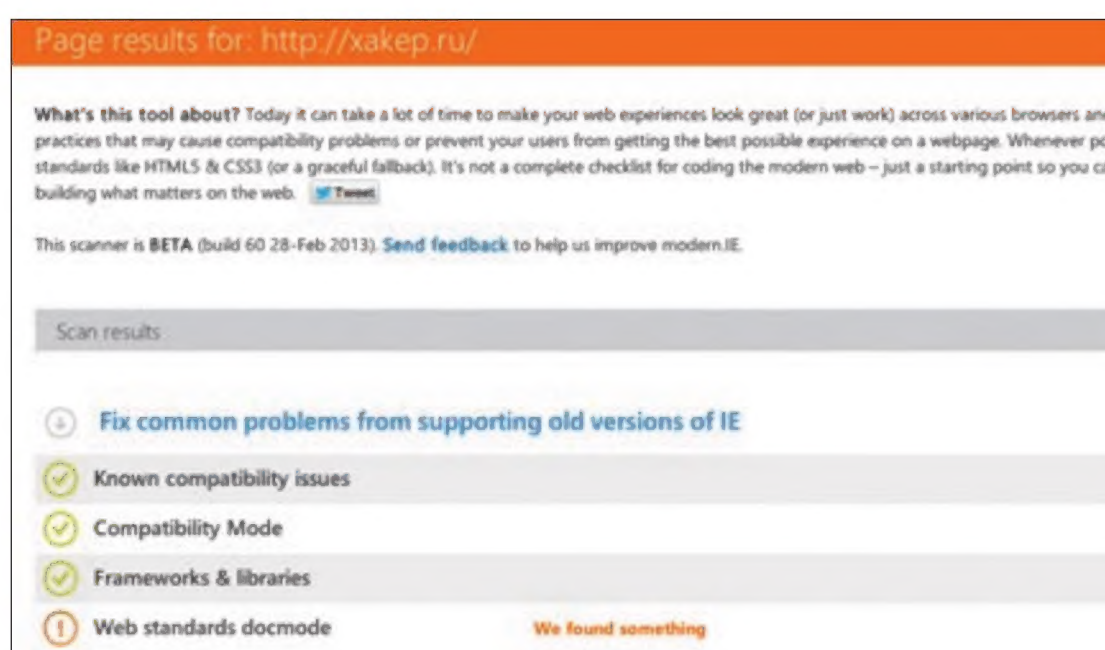 Page results for: http://xakep.ru/
What's this tool about? Today it can take a lot of time to make your web experiences look great (or just work) across various browsers and
practices that may cause compatibility problems or prevent your users from getting the best possible experience on a webpage. Whenever po
standards like HTML5 & CSS3 (or a graceful fallback). It's not a complete checklist for coding the modern web – just a starting point so you ca
building what matters on the web. Tweet
This scanner is BETA (build 60 28-Feb 2013). Send feedback to help us improve modern.IE.
Scan results
Fix common problems from supporting old versions of IE
Known compatibility issues
Compatibility Mode
Frameworks & libraries
Web standards docmode We found something